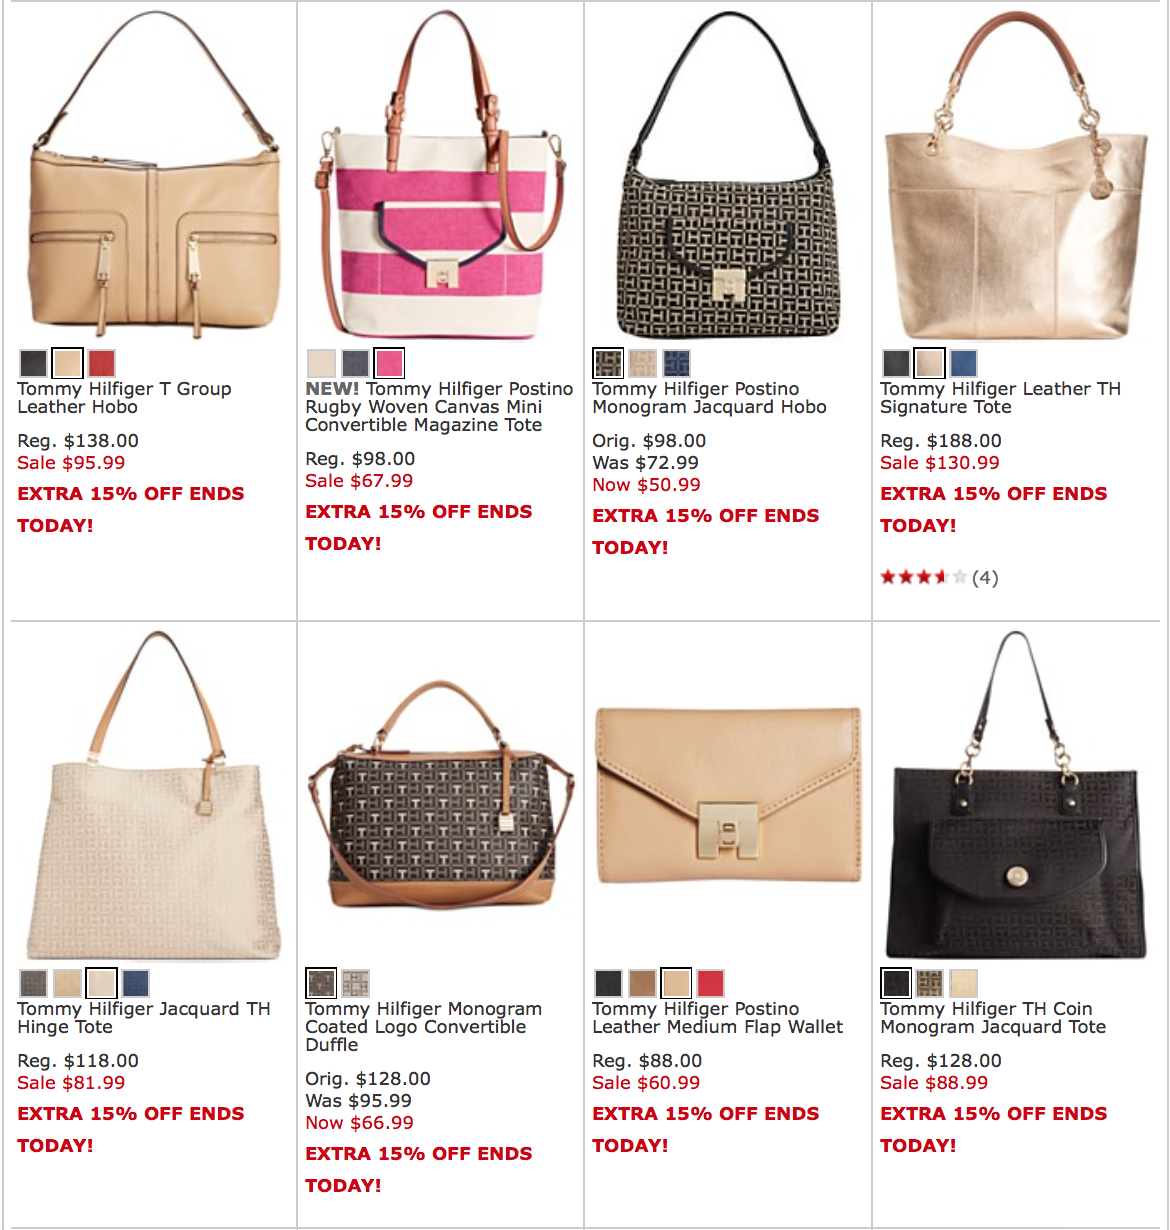 Tommy Hilfiger T Group
Leather Hobo
Reg. $138.00
Sale $95.99
EXTRA 15% OFF ENDS
TODAY!
NEW! Tommy Hilfiger Postino
Rugby Woven Canvas Mini
Convertible Magazine Tote
Reg. $98.00
Sale $67.99
EXTRA 15% OFF ENDS
TODAY!
Tommy Hilfiger Postino
Monogram Jacquard Hobo
Orig. $98.00
Was $72.99
Now $50.99
EXTRA 15% OFF ENDS
TODAY!
Tommy Hilfiger Leather TH
Signature Tote
Reg. $188.00
Sale $130.99
EXTRA 15% OFF ENDS
TODAY!
(4)
Tommy Hilfiger Jacquard TH
Hinge Tote
Reg. $118.00
Sale $81.99
EXTRA 15% OFF ENDS
TODAY!
Tommy Hilfiger Monogram
Coated Logo Convertible
Duffle
Orig. $128.00
Was $95.99
Now $66.99
EXTRA 15% OFF ENDS
TODAY!
Tommy Hilfiger Postino
Leather Medium Flap Wallet
Reg. $88.00
Sale $60.99
EXTRA 15% OFF ENDS
TODAY!
Tommy Hilfiger TH Coin
Monogram Jacquard Tote
Reg. $128.00
Sale $88.99
EXTRA 15% OFF ENDS
TODAY!